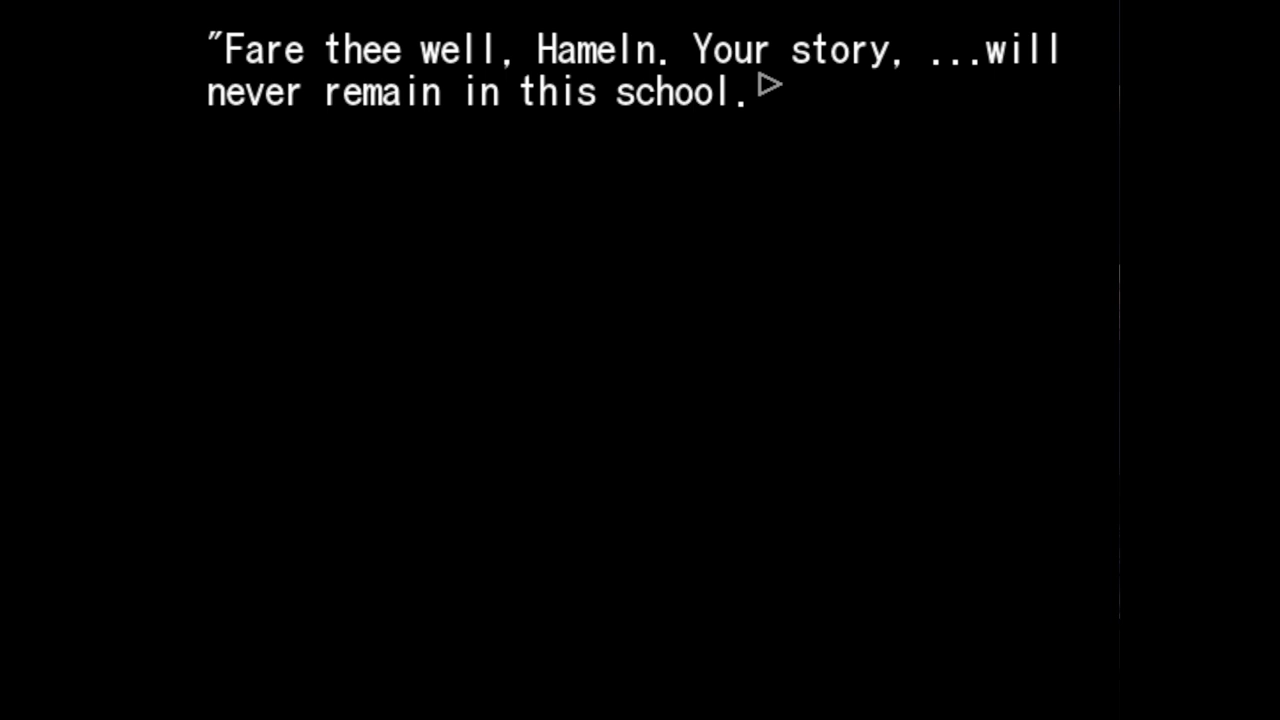 "Fare thee well, Hameln. Your story, ...will
never remain in this school.